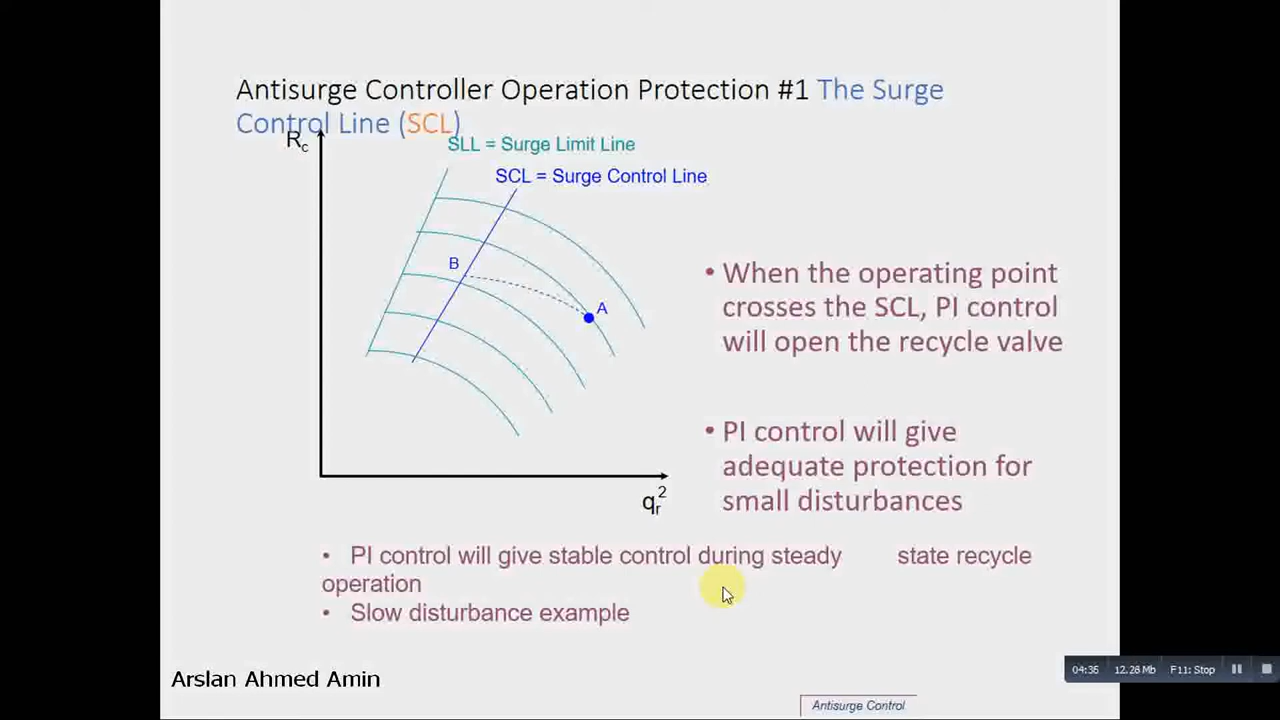 Antisurge Controller Operation Protection #1 The Surge
Control Line (SCL)
Rc
SLL = Surge Limit Line
SCL = Surge Control Line
B
A
qr2
• When the operating point
crosses the SCL, PI control
will open the recycle valve
• PI control will give
adequate protection for
small disturbances
• PI control will give stable control during steady state recycle
operation
• Slow disturbance example
Arslan Ahmed Amin
04:35 12.26 Mb F11: Stop
Antisurge Control